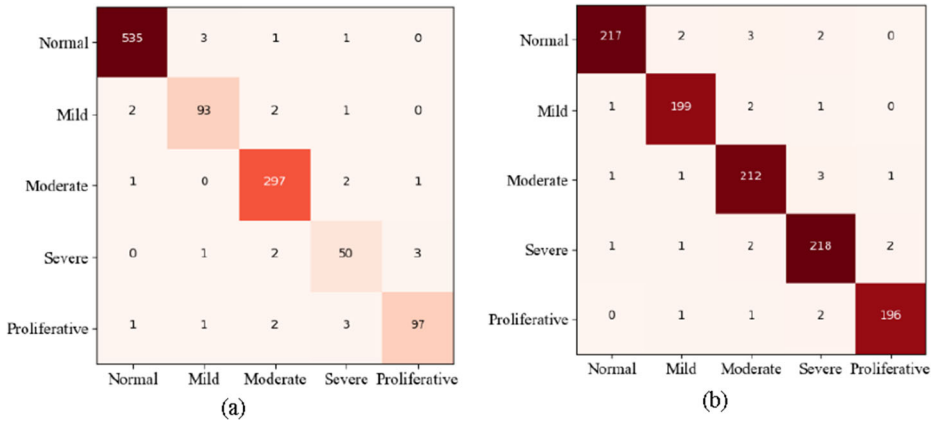 Normal 535 3 1 1 0
Mild 2 93 2 1 0
Moderate 1 0 297 2 1
Severe 0 1 2 50 3
Proliferative 1 1 2 3 97
Normal Mild Moderate Severe Proliferative
(a)
Normal 217 2 3 2 0
Mild 1 199 2 1 0
Moderate 1 1 212 3 1
Severe 1 1 2 218 2
Proliferative 0 1 1 2 196
Normal Mild Moderate Severe Proliferative
(b)